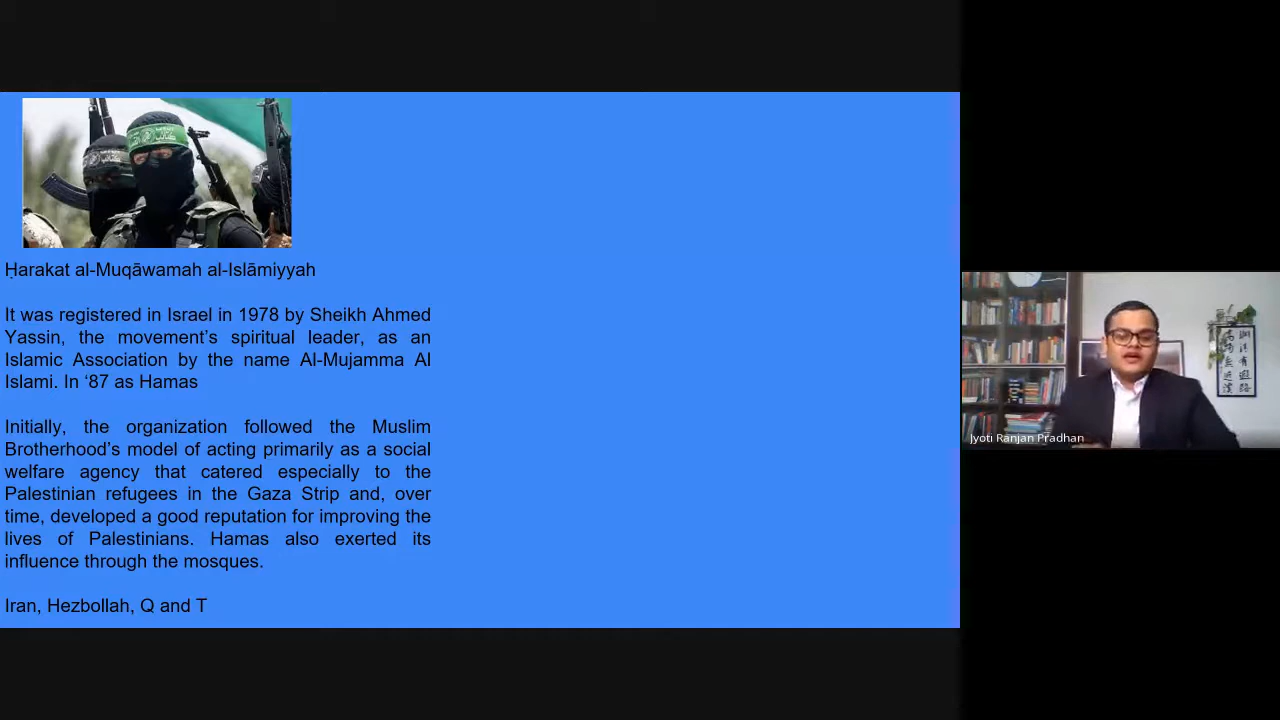 Ḥarakat al-Muqāwamah al-Islāmiyyah
It was registered in Israel in 1978 by Sheikh Ahmed
Yassin, the movement’s spiritual leader, as an
Islamic Association by the name Al-Mujamma Al
Islami. In ‘87 as Hamas
Initially, the organization followed the Muslim
Brotherhood’s model of acting primarily as a social
welfare agency that catered especially to the
Palestinian refugees in the Gaza Strip and, over
time, developed a good reputation for improving the
lives of Palestinians. Hamas also exerted its
influence through the mosques.
Iran, Hezbollah, Q and T
Jyoti Ranjan Pradhan